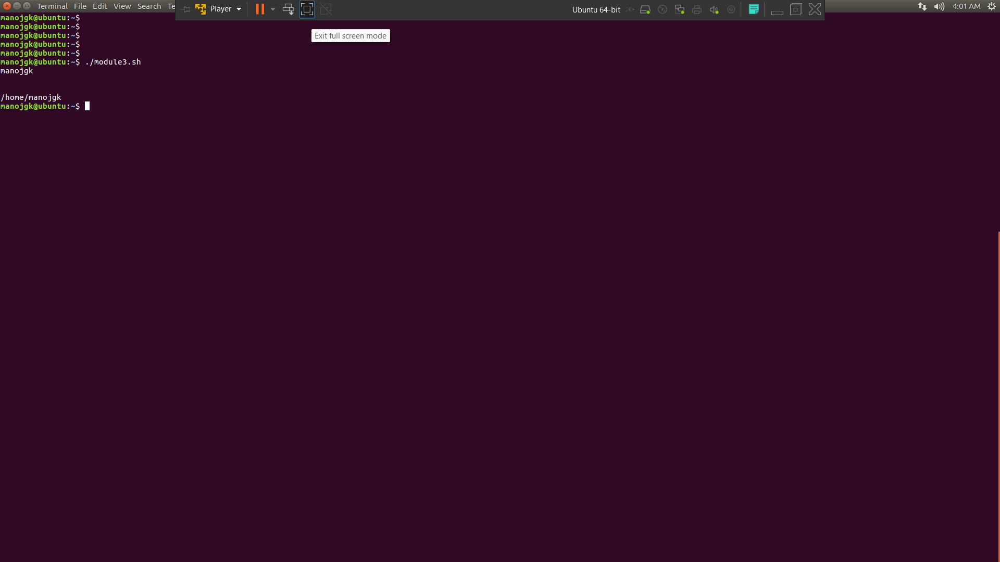 Terminal File Edit View Search Te
Player
Ubuntu 64-bit
4:01 AM
manojgk@ubuntu:~$
manojgk@ubuntu:~$
manojgk@ubuntu:~$
Exit full screen mode
manojgk@ubuntu:~$
manojgk@ubuntu:~$
manojgk@ubuntu:~$ ./module3.sh
manojgk
/home/manojgk
manojgk@ubuntu:~$